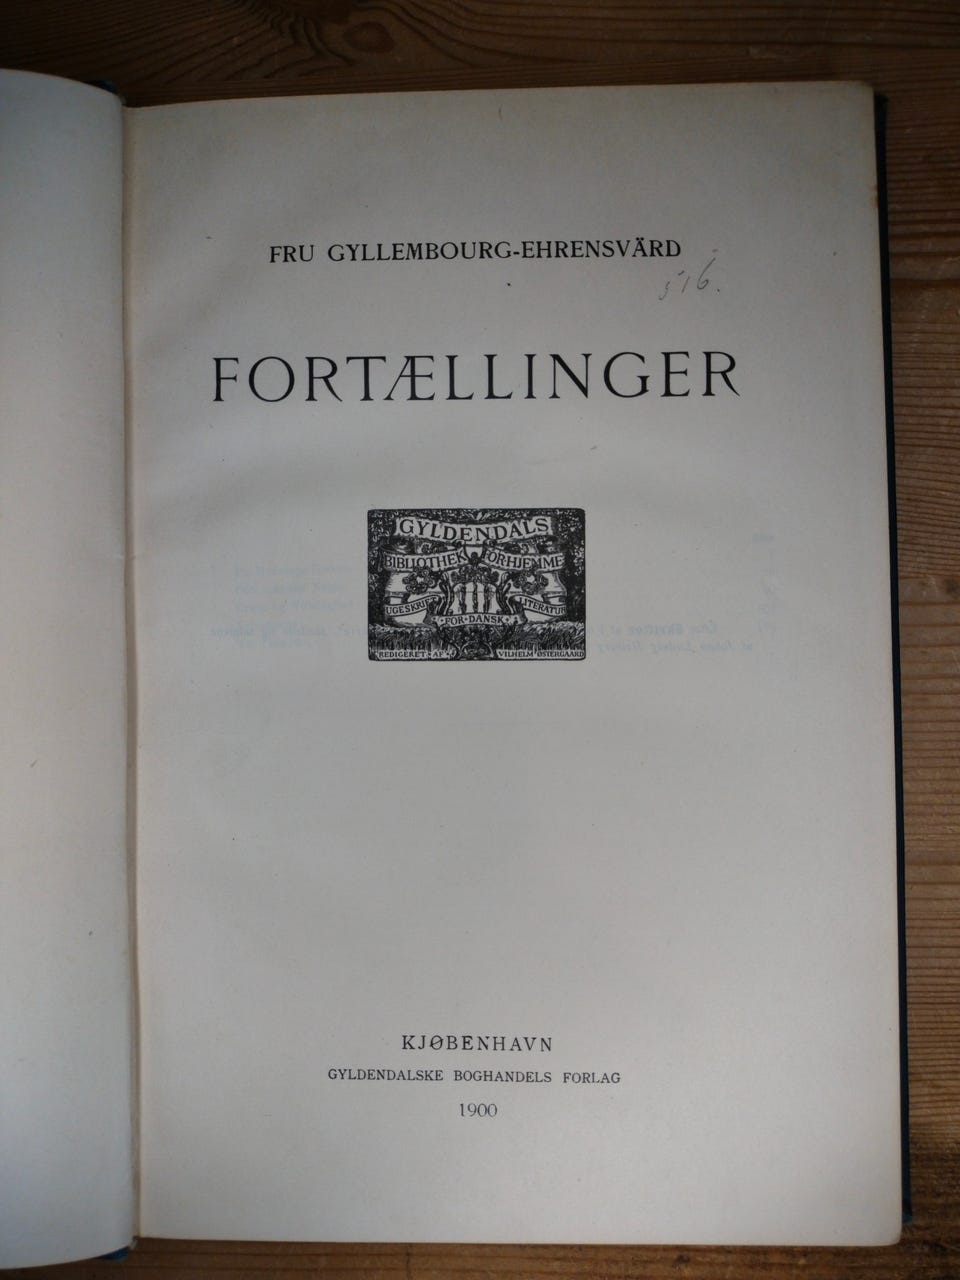 FRU GYLLEMBOURG-EHRENSVÄRD
516.
FORTÆLLINGER
GYLDENDALS
BIBLIOTHEK FOR HJEMMET
UGESKRIFT LITERATUR
FOR DANSK
REDIGERET AF VILHELM ØSTERGAARD
KJØBENHAVN
GYLDENDALSKE BOGHANDELS FORLAG
1900